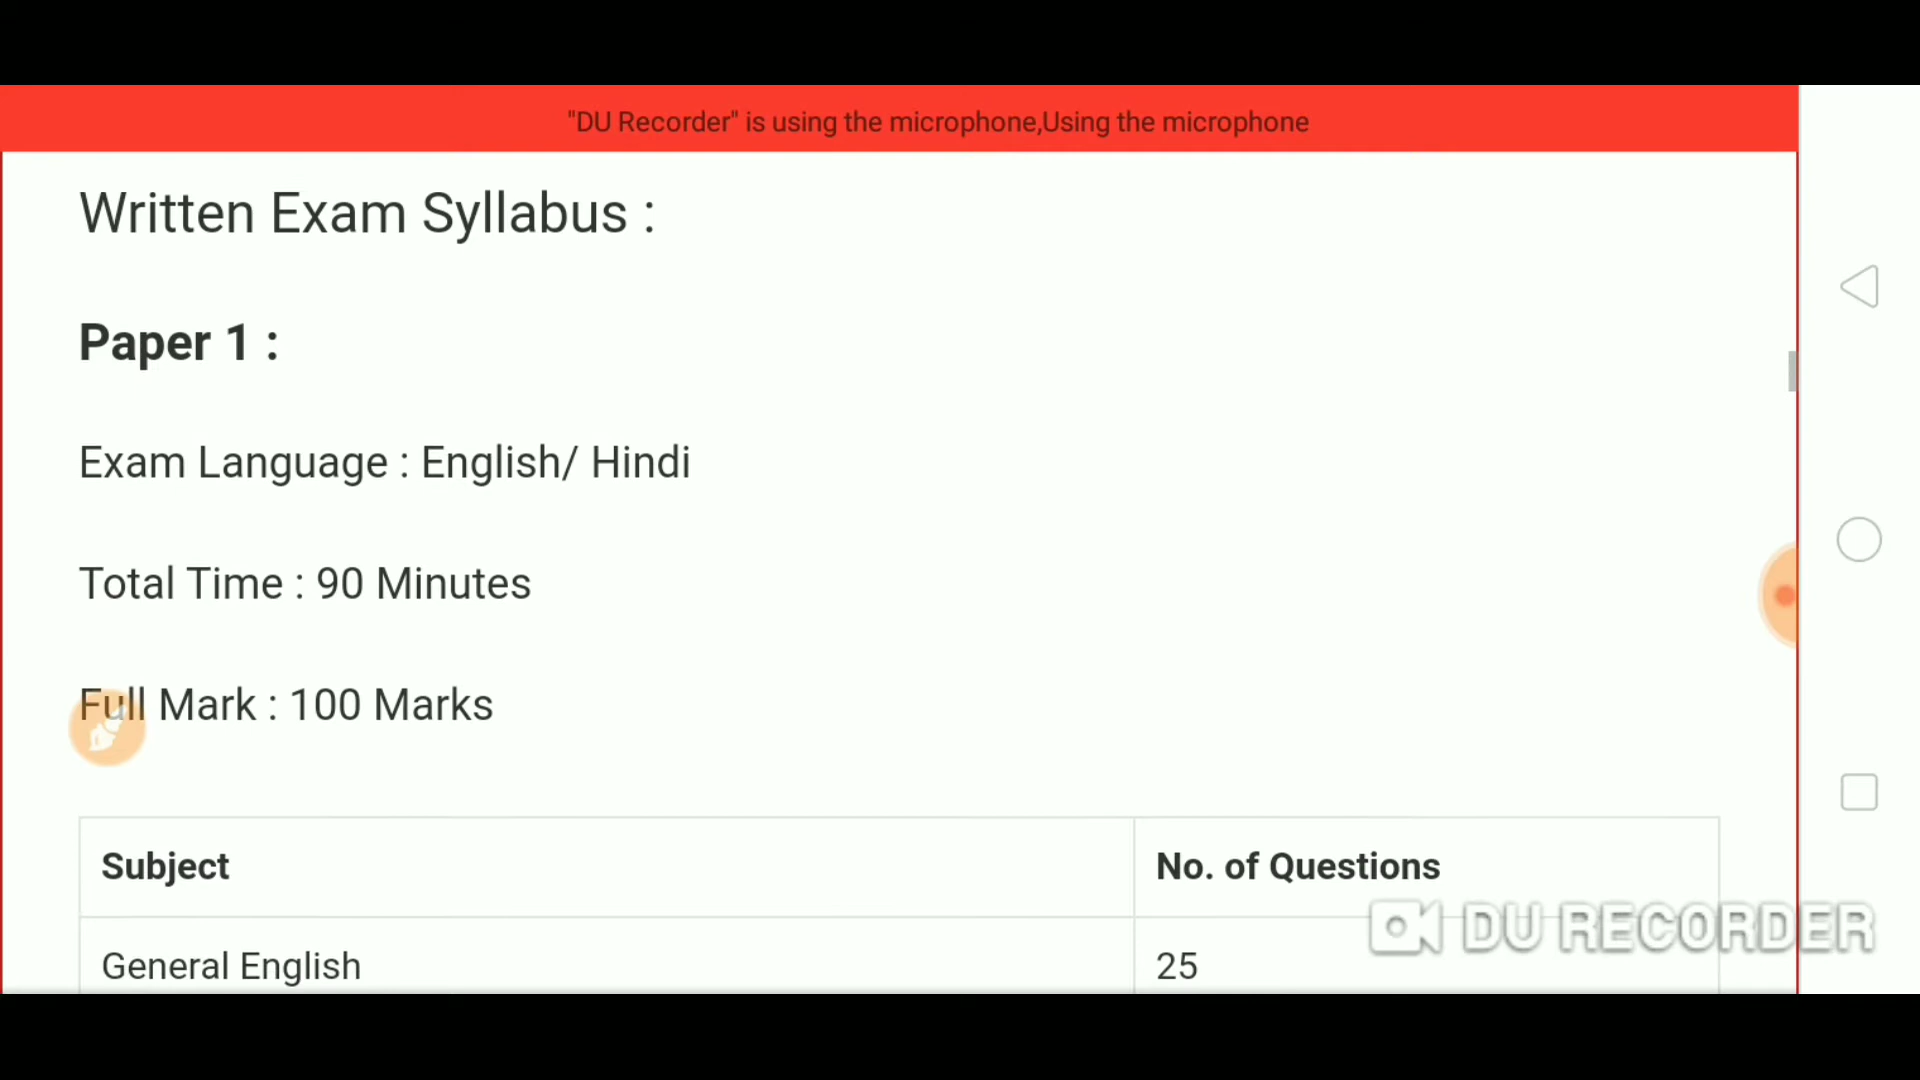 "DU Recorder" is using the microphone,Using the microphone
Written Exam Syllabus :
Paper 1 :
Exam Language : English/ Hindi
Total Time : 90 Minutes
Full Mark : 100 Marks
Subject No. of Questions
General English 25
DU RECORDER